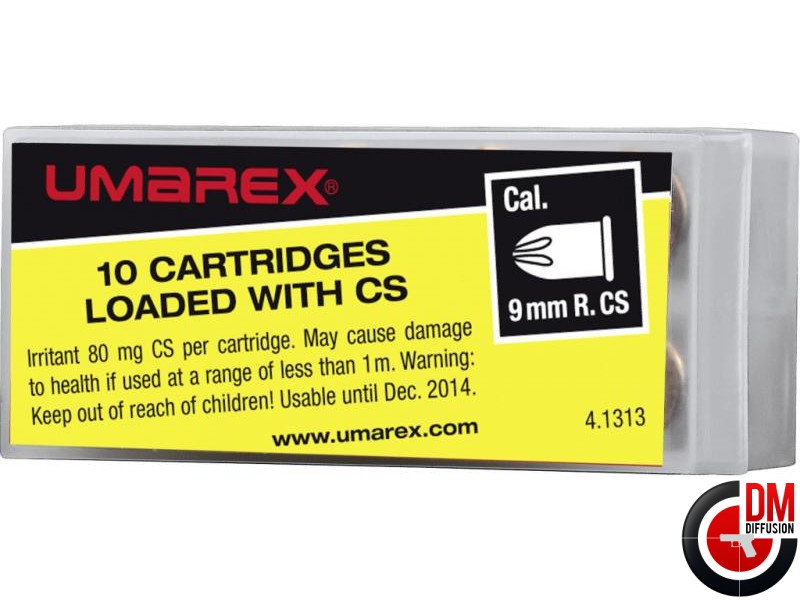 UMAREX®
10 CARTRIDGES
LOADED WITH CS
Irritant 80 mg CS per cartridge. May cause damage
to health if used at a range of less than 1m. Warning:
Keep out of reach of children! Usable until Dec. 2014.
www.umarex.com
Cal.
9mm R. CS
4.1313
DM
DIFFUSION